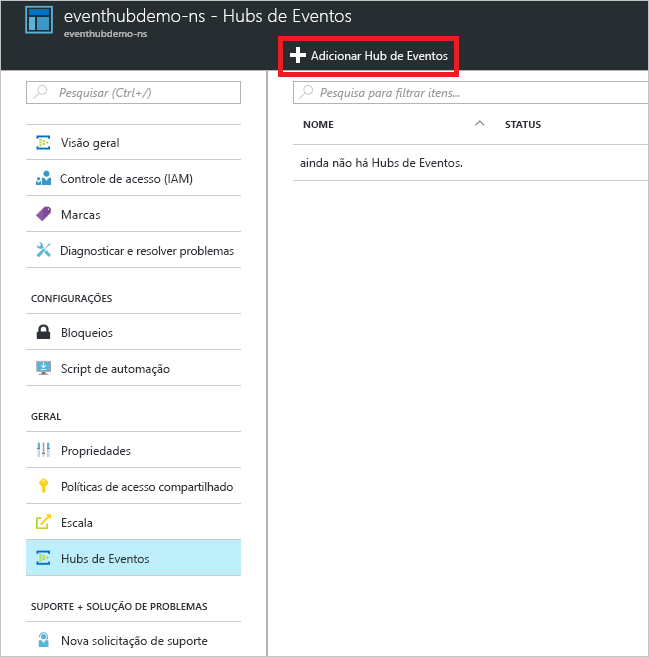 eventhubdemo-ns - Hubs de Eventos
eventhubdemo-ns
Adicionar Hub de Eventos
Pesquisar (Ctrl+/)
Visão geral
Controle de acesso (IAM)
Marcas
Diagnosticar e resolver problemas
CONFIGURAÇÕES
Bloqueios
Script de automação
GERAL
Propriedades
Políticas de acesso compartilhado
Escala
Hubs de Eventos
SUPORTE + SOLUÇÃO DE PROBLEMAS
Nova solicitação de suporte
Pesquisa para filtrar itens...
NOME STATUS
ainda não há Hubs de Eventos.